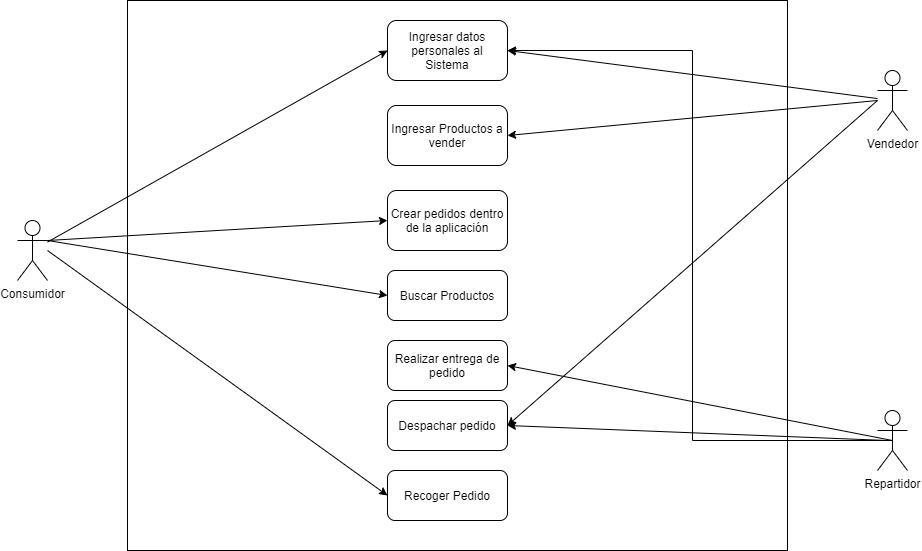 Ingresar datos
personales al
Sistema
Ingresar Productos a
vender
Vendedor
Crear pedidos dentro
de la aplicación
Consumidor
Buscar Productos
Realizar entrega de
pedido
Despachar pedido
Repartidor
Recoger Pedido